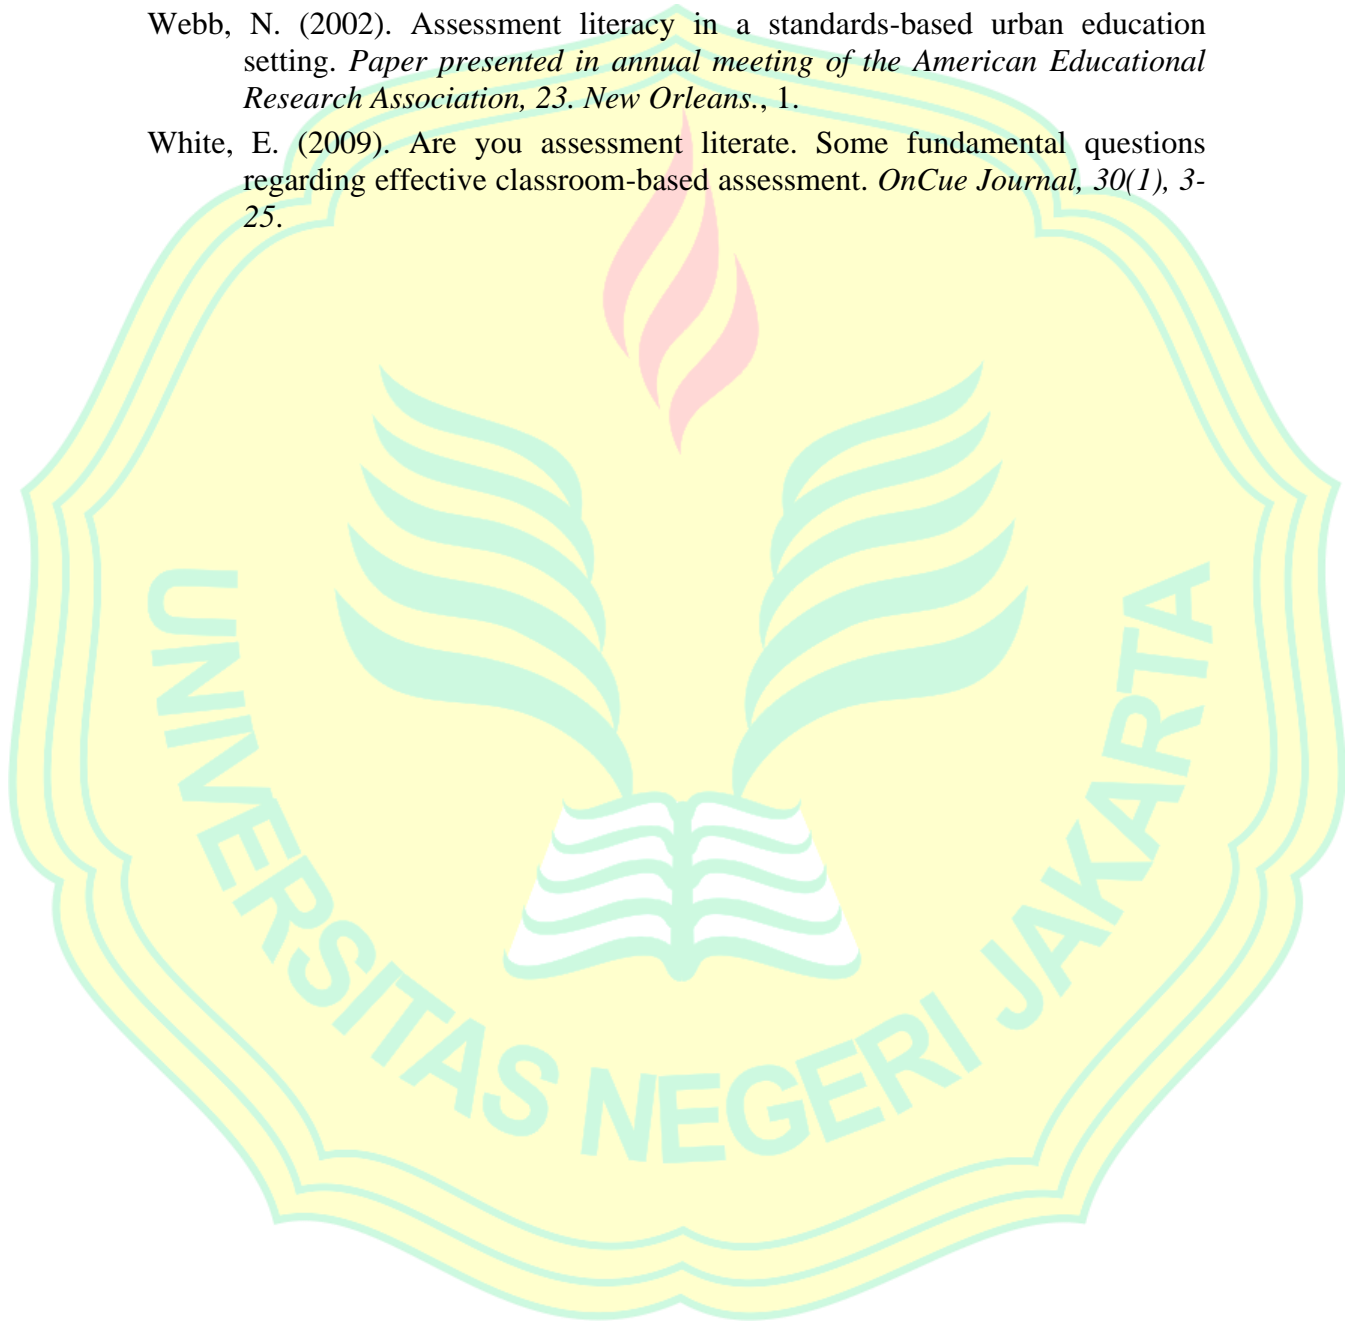 Webb, N. (2002). Assessment literacy in a standards-based urban education
setting. Paper presented in annual meeting of the American Educational
Research Association, 23. New Orleans., 1.
White, E. (2009). Are you assessment literate. Some fundamental questions
regarding effective classroom-based assessment. OnCue Journal, 30(1), 3-
25.
UNIVERSITAS NEGERI JAKARTA